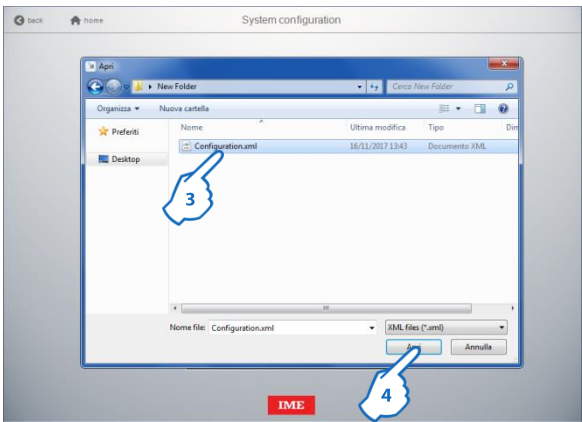 back home System configuration
Apri
New Folder Cerca New Folder
Organizza Nuova cartella
Preferiti
Desktop
Nome Ultima modifica Tipo Dim
Configuration.xml 16/11/2017 13:43 Documento XML
3
Nome file: Configuration.xml XML files (*.xml)
Apri Annulla
4
IME